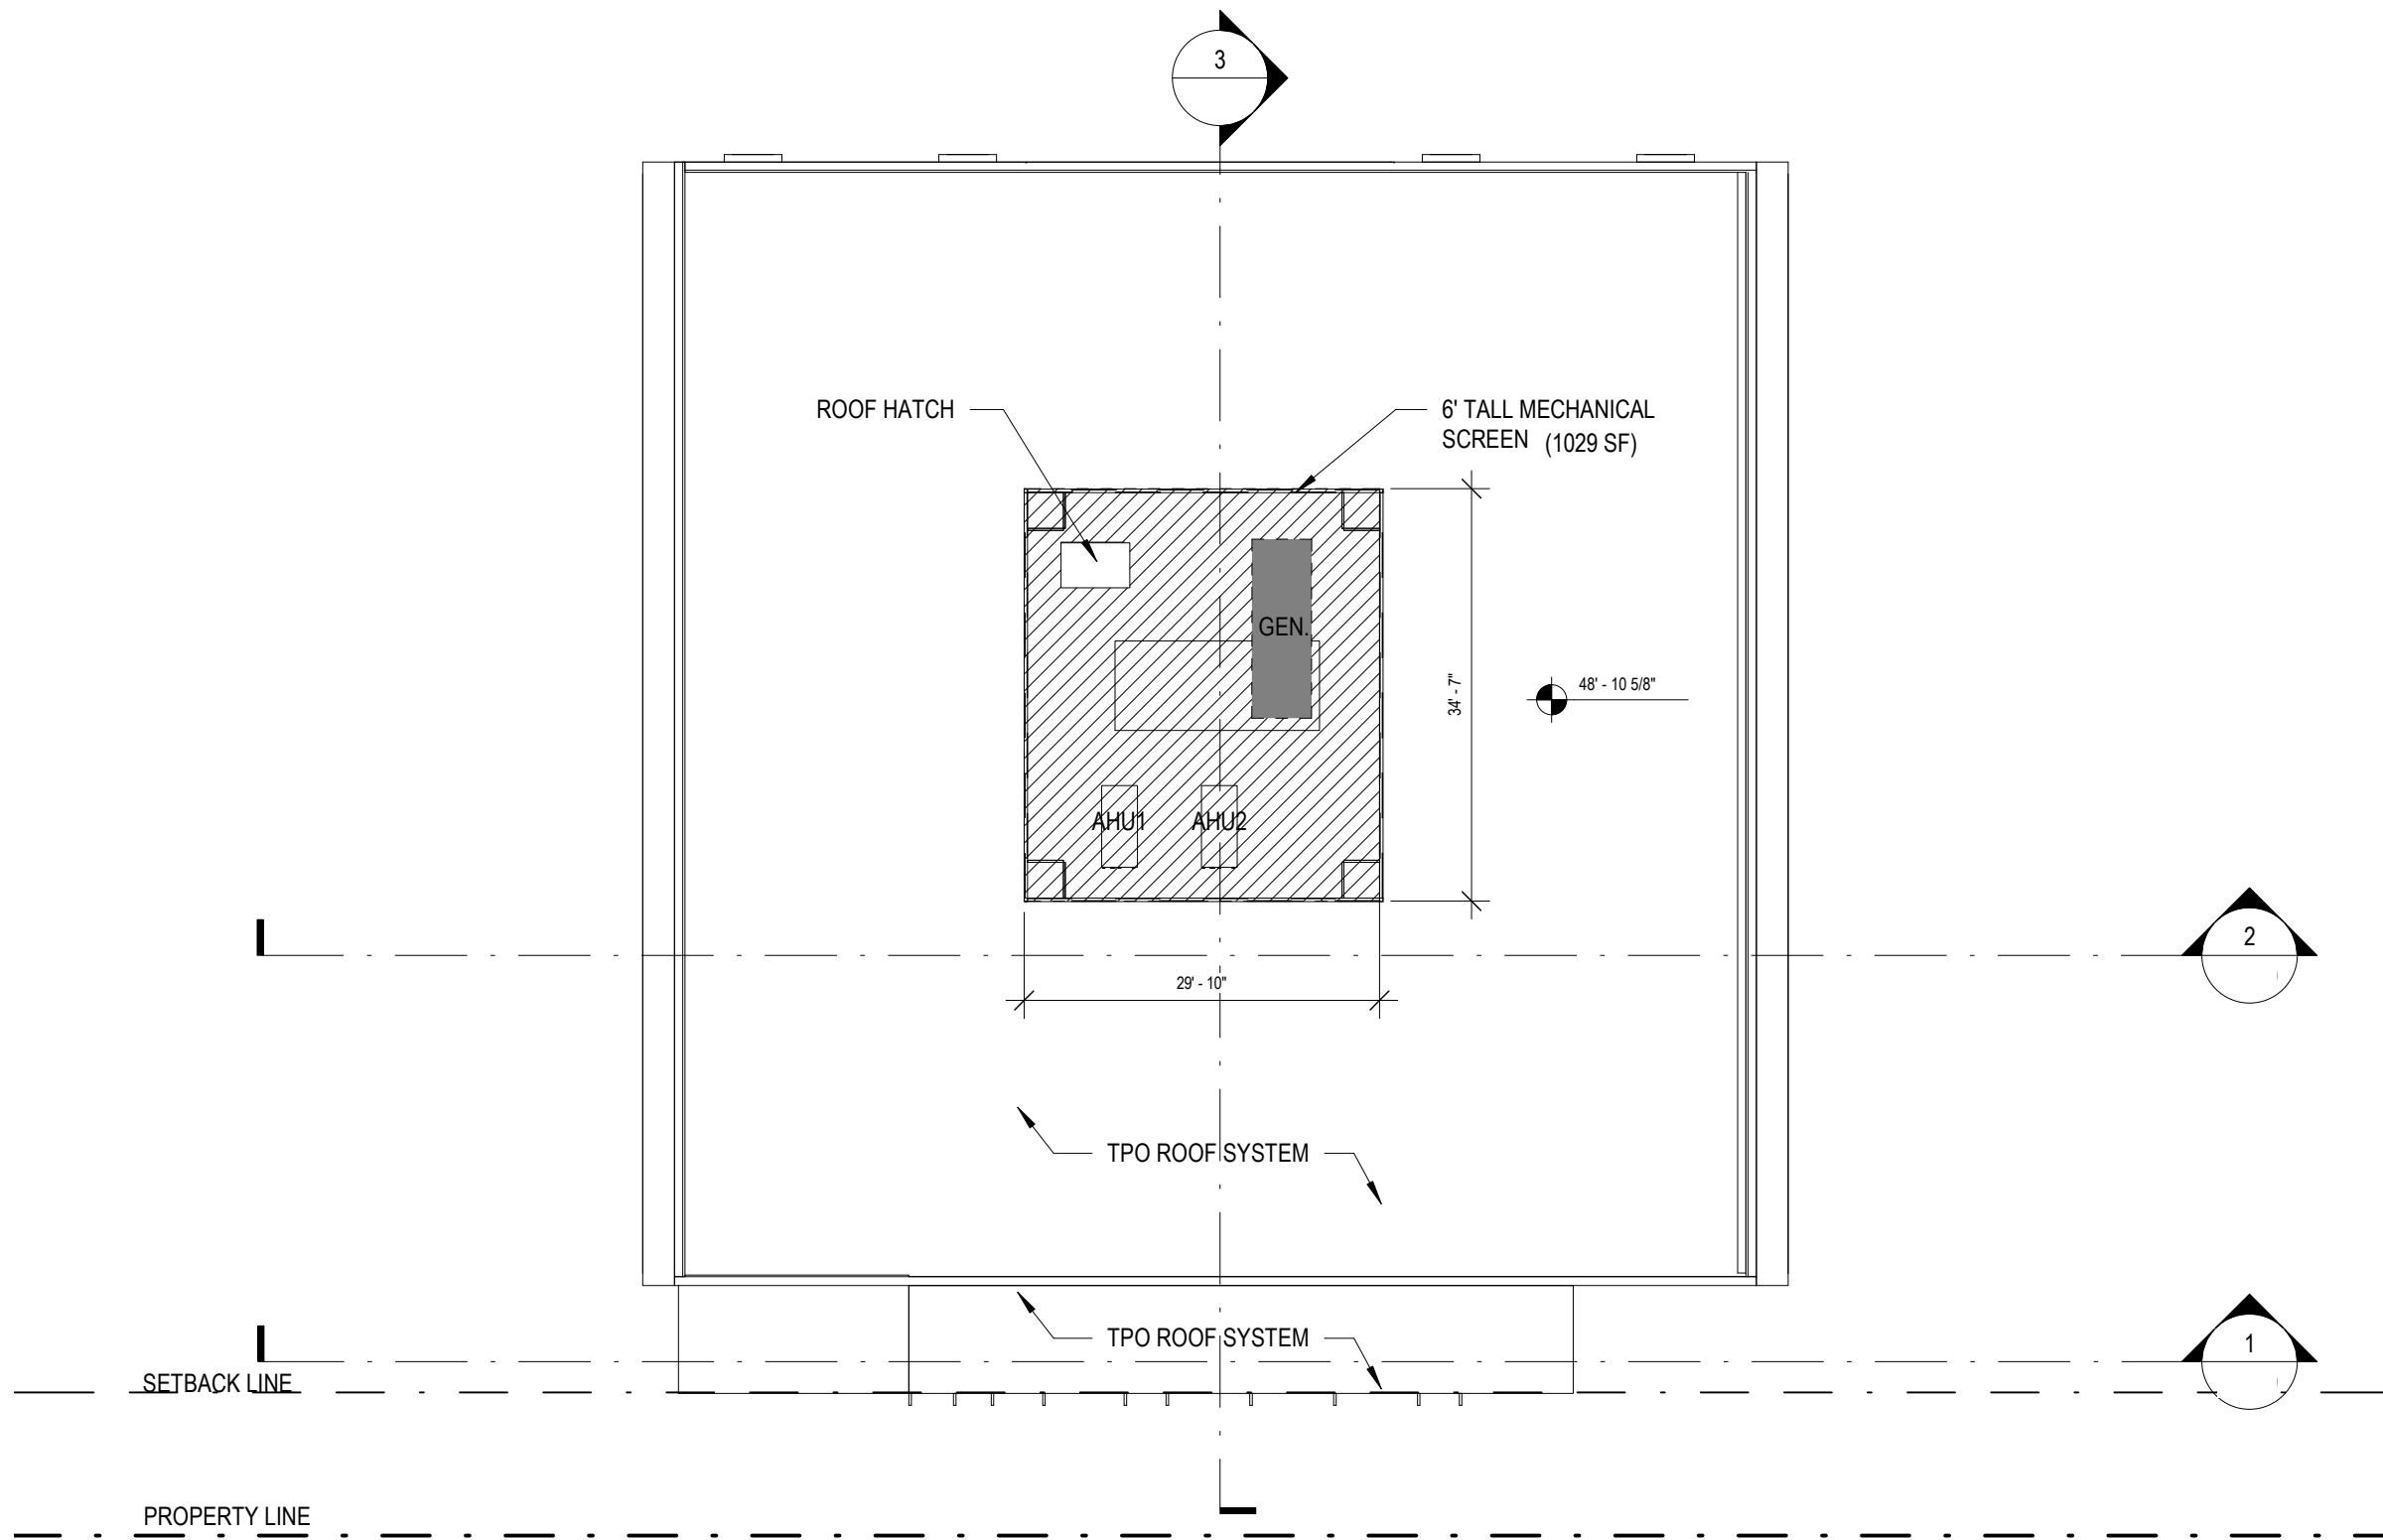 3
ROOF HATCH
6' TALL MECHANICAL
SCREEN (1029 SF)
GEN.
34' - 7"
48' - 10 5/8"
AHU1
AHU2
2
29' - 10"
TPO ROOF SYSTEM
TPO ROOF SYSTEM
1
SETBACK LINE
PROPERTY LINE